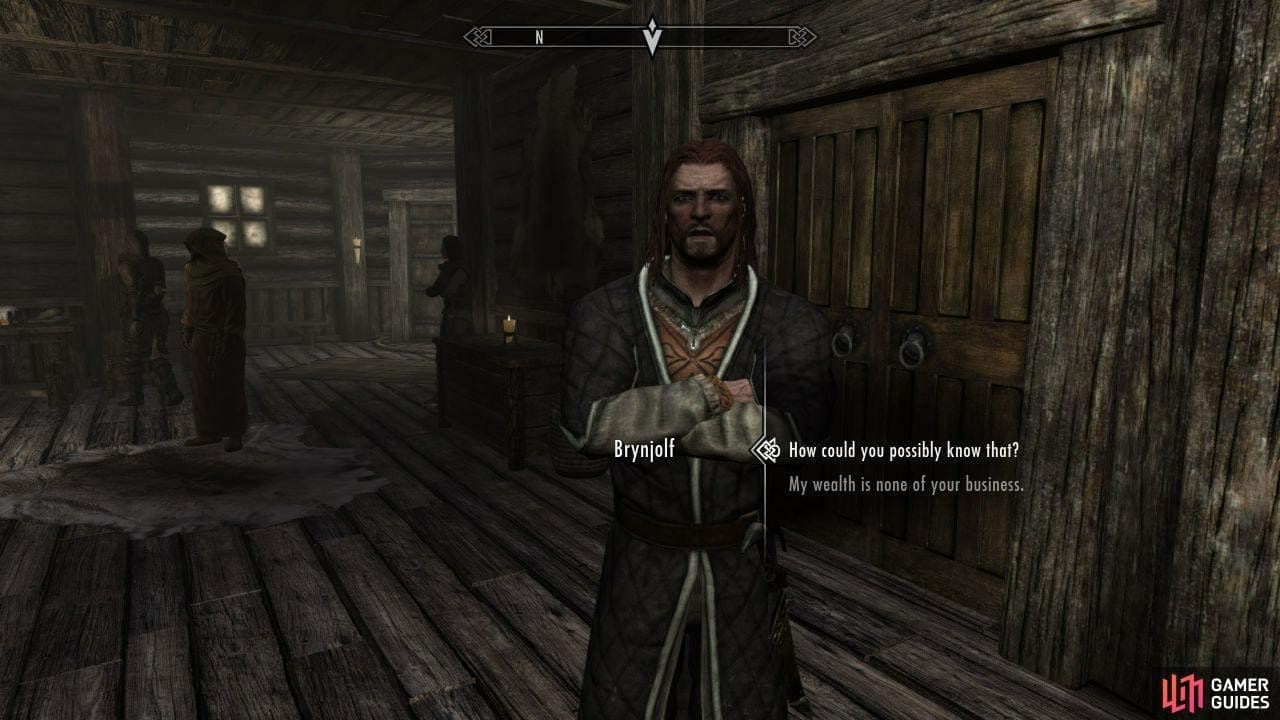 N
Brynjolf
How could you possibly know that?
My wealth is none of your business.
GAMER
GUIDES